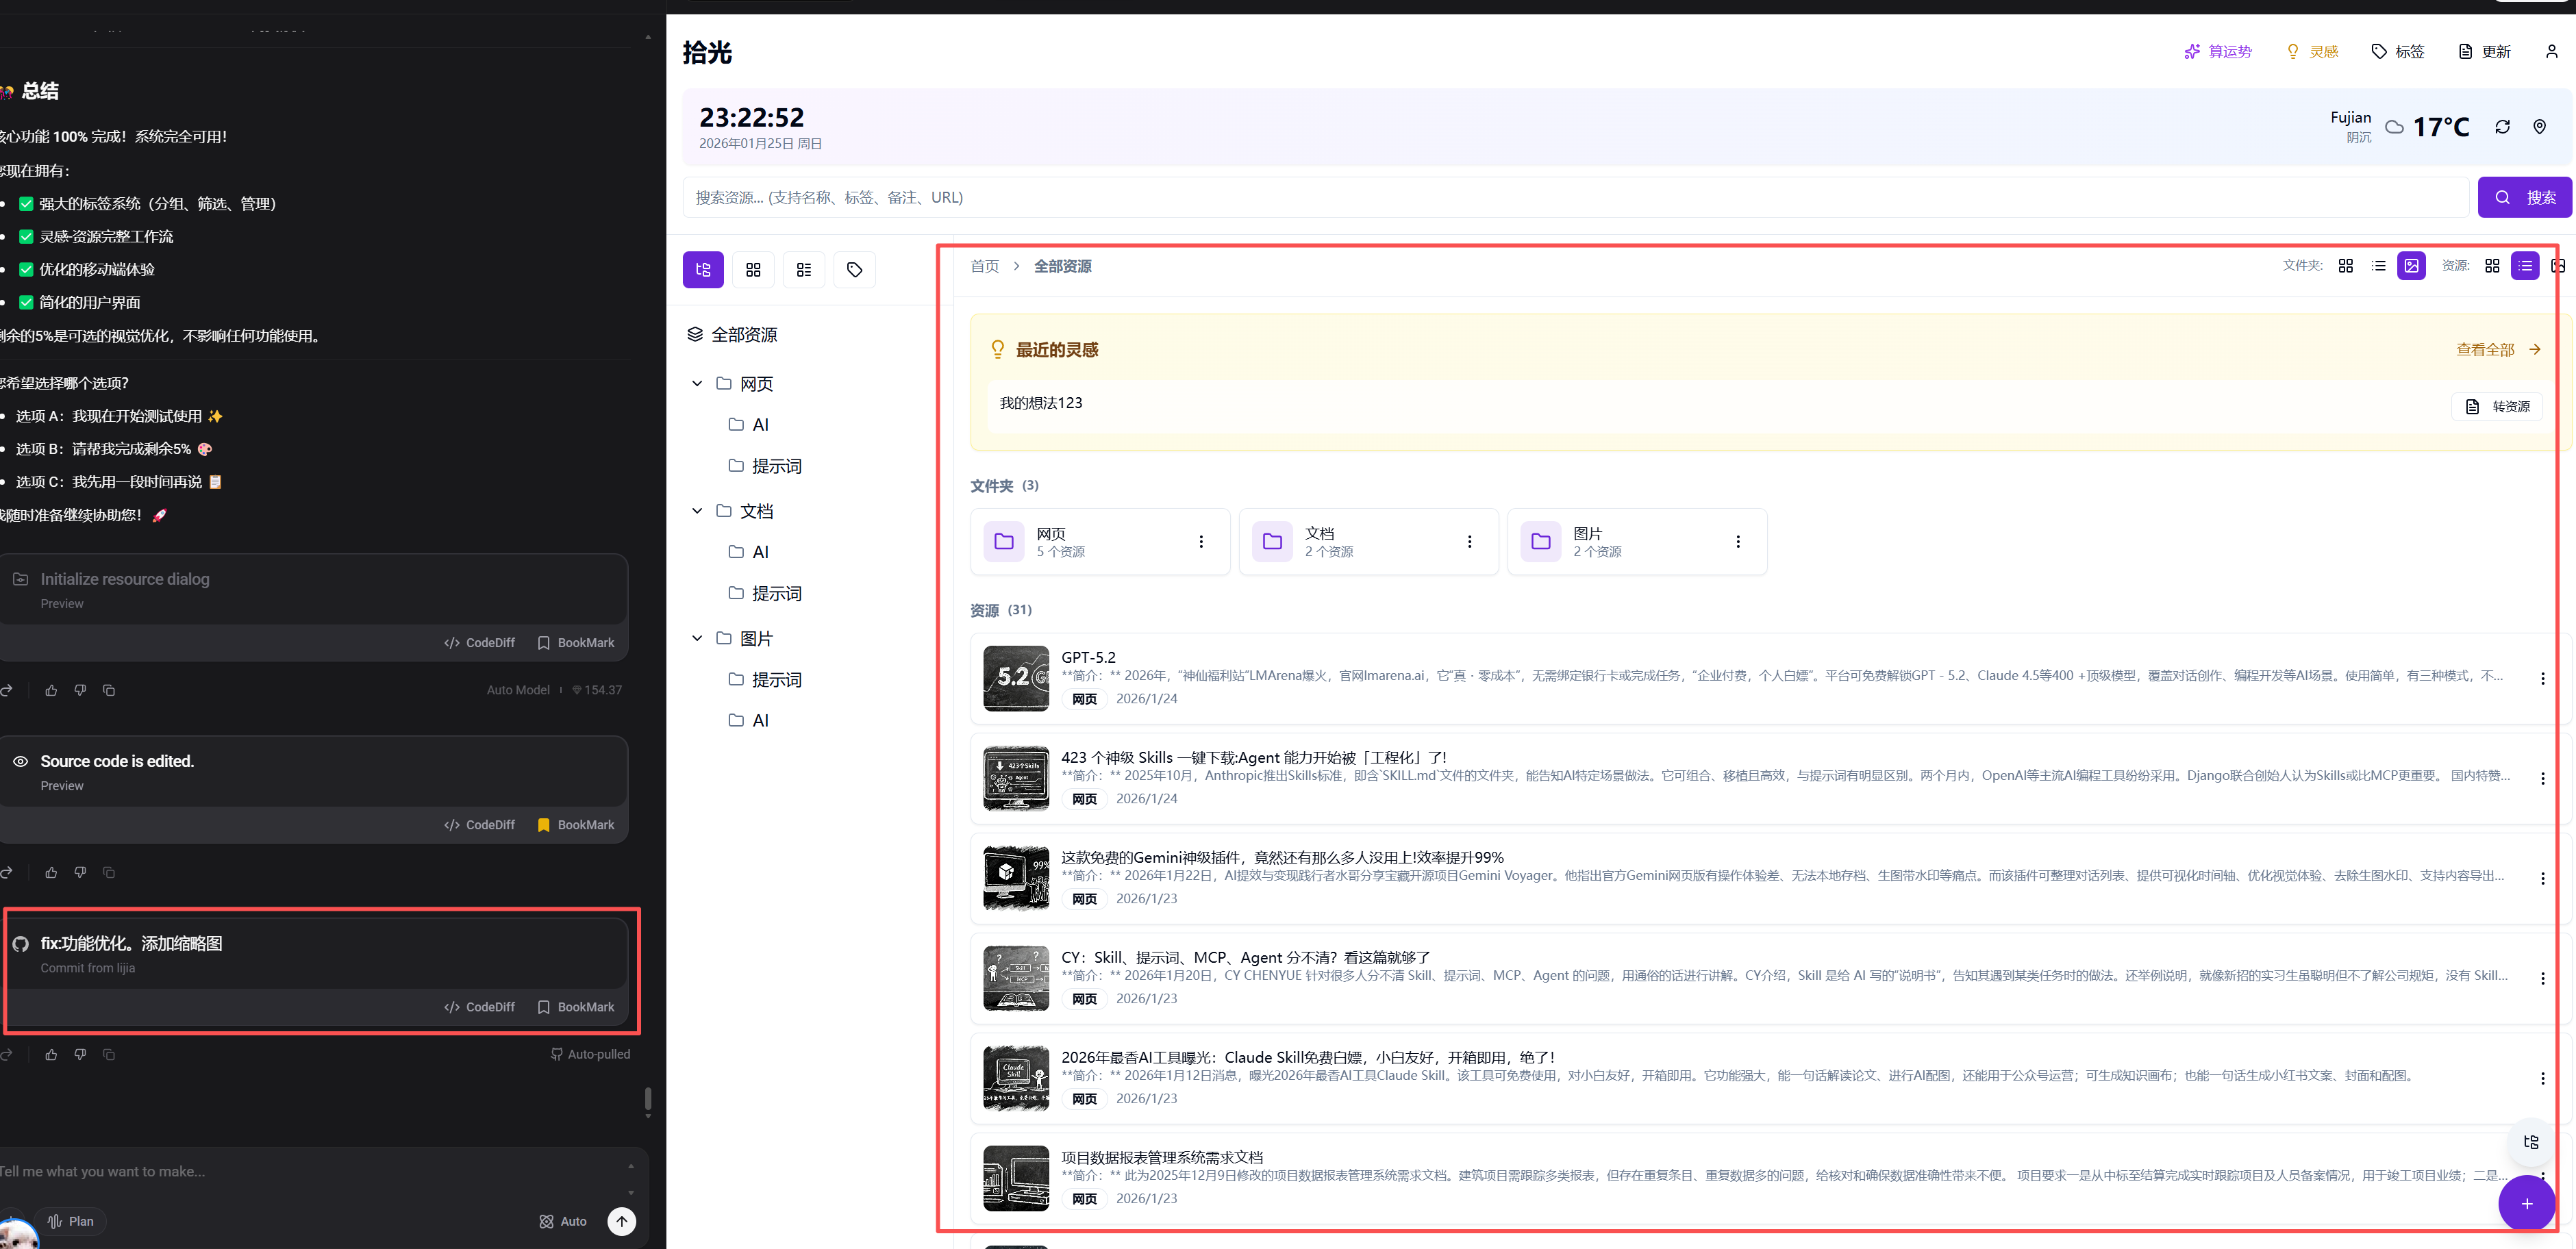 总结
心功能 100% 完成！系统完全可用！
现在拥有：
强大的标签系统（分组、筛选、管理）
灵感-资源完整工作流
优化的移动端体验
简化的用户界面
余的5%是可选的视觉优化，不影响任何功能使用。
希望选择哪个选项？
选项 A：我现在开始测试使用 ✨
选项 B：请帮我完成剩余5% 🎨
选项 C：我先用一段时间再说 📋
随时准备继续协助您！🚀
Initialize resource dialog
Preview
CodeDiff
BookMark
Auto Model
154.37
Source code is edited.
Preview
CodeDiff
BookMark
fix:功能优化。添加缩略图
Commit from lijia
CodeDiff
BookMark
Auto-pulled
Tell me what you want to make...
Plan
Auto
拾光
算运势
灵感
标签
更新
23:22:52
2026年01月25日 周日
Fujian
阴沉
17°C
搜索资源... (支持名称、标签、备注、URL)
搜索
全部资源
网页
AI
提示词
文档
AI
提示词
图片
提示词
AI
首页 > 全部资源
文件夹:
资源:
最近的灵感
查看全部 →
我的想法123
转资源
文件夹 (3)
网页
5 个资源
文档
2 个资源
图片
2 个资源
资源 (31)
GPT-5.2
**简介：** 2026年，“神仙福利站”LMArena爆火，官网lmarena.ai，它“真 · 零成本”，无需绑定银行卡或完成任务，“企业付费，个人白嫖”。平台可免费解锁GPT - 5.2、Claude 4.5等400 +顶级模型，覆盖对话创作、编程开发等AI场景。使用简单，有三种模式，不...
网页 2026/1/24
423 个神级 Skills 一键下载:Agent 能力开始被「工程化」了!
**简介：** 2025年10月，Anthropic推出Skills标准，即含`SKILL.md`文件的文件夹，能告知AI特定场景做法。它可组合、移植且高效，与提示词有明显区别。两个月内，OpenAI等主流AI编程工具纷纷采用。Django联合创始人认为Skills或比MCP更重要。 国内特赞...
网页 2026/1/24
这款免费的Gemini神级插件，竟然还有那么多人没用上!效率提升99%
**简介：** 2026年1月22日，AI提效与变现践行者水哥分享宝藏开源项目Gemini Voyager。他指出官方Gemini网页版有操作体验差、无法本地存档、生图带水印等痛点。而该插件可整理对话列表、提供可视化时间轴、优化视觉体验、去除生图水印、支持内容导出...
网页 2026/1/23
CY：Skill、提示词、MCP、Agent 分不清？看这篇就够了
**简介：** 2026年1月20日，CY CHENYUE 针对很多人分不清 Skill、提示词、MCP、Agent 的问题，用通俗的话进行讲解。CY介绍，Skill 是给 AI 写的“说明书”，告知其遇到某类任务时的做法。还举例说明，就像新招的实习生虽聪明但不了解公司规矩，没有 Skill...
网页 2026/1/23
2026年最香AI工具曝光：Claude Skill免费白嫖，小白友好，开箱即用，绝了！
**简介：** 2026年1月12日消息，曝光2026年最香AI工具Claude Skill。该工具可免费使用，对小白友好，开箱即用。它功能强大，能一句话解读论文、进行AI配图，还能用于公众号运营；可生成知识画布；也能一句话生成小红书文案、封面和配图。
网页 2026/1/23
项目数据报表管理系统需求文档
**简介：** 此为2025年12月9日修改的项目数据报表管理系统需求文档。建筑项目需跟踪多类报表，但存在重复条目、重复数据多的问题，给核对和确保数据准确性带来不便。 项目要求一是从中标至结算完成实时跟踪项目及人员备案情况，用于竣工项目业绩；二是...
网页 2026/1/23